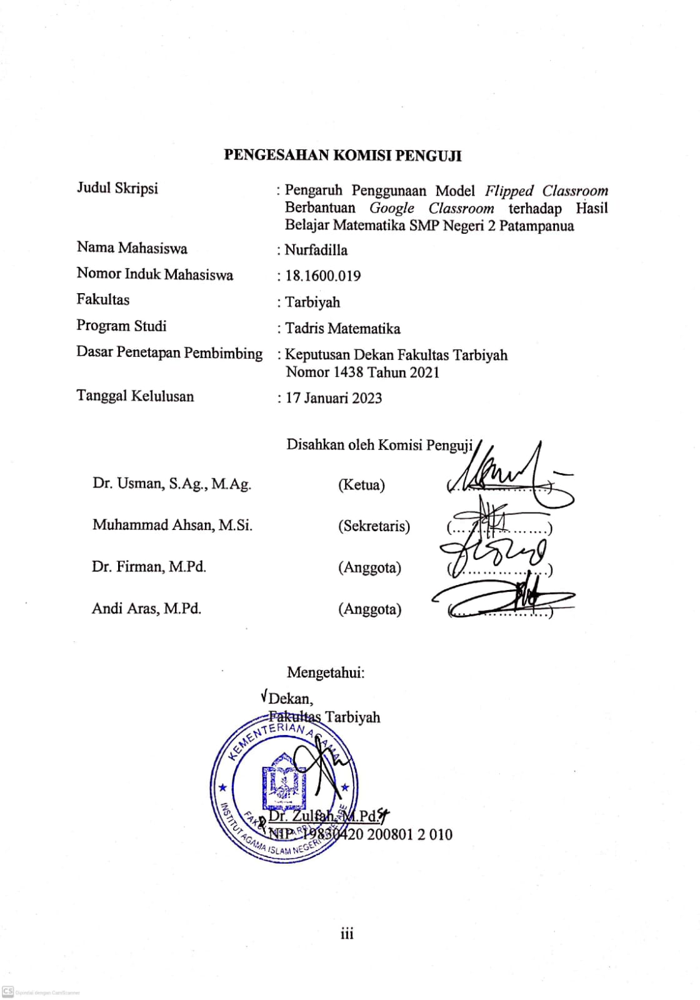 PENGESAHAN KOMISI PENGUJI
Judul Skripsi : Pengaruh Penggunaan Model Flipped Classroom
Berbantuan Google Classroom terhadap Hasil
Belajar Matematika SMP Negeri 2 Patampanua
Nama Mahasiswa : Nurfadilla
Nomor Induk Mahasiswa : 18.1600.019
Fakultas : Tarbiyah
Program Studi : Tadris Matematika
Dasar Penetapan Pembimbing : Keputusan Dekan Fakultas Tarbiyah
Nomor 1438 Tahun 2021
Tanggal Kelulusan : 17 Januari 2023
Disahkan oleh Komisi Penguji
Dr. Usman, S.Ag., M.Ag. (Ketua) (....................)
Muhammad Ahsan, M.Si. (Sekretaris) (....................)
Dr. Firman, M.Pd. (Anggota) (....................)
Andi Aras, M.Pd. (Anggota) (....................)
Mengetahui:
Dekan,
Fakultas Tarbiyah
KEMENTERIAN AGAMA
INSTITUT AGAMA ISLAM NEGERI
Dr. Zulfah, M.Pd.
NIP. 19830420 200801 2 010
iii
CS Dipindai dengan CamScanner